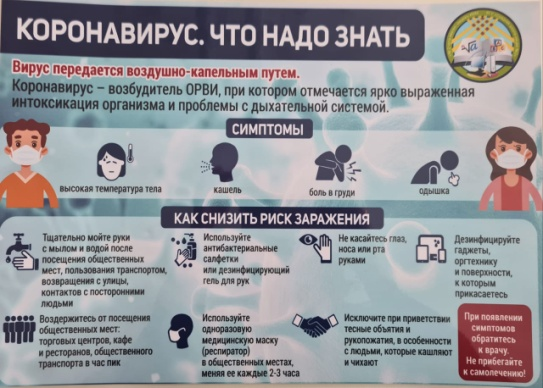 КОРОНАВИРУС. ЧТО НАДО ЗНАТЬ
Вирус передается воздушно-капельным путем.
Коронавирус – возбудитель ОРВИ, при котором отмечается ярко выраженная
интоксикация организма и проблемы с дыхательной системой.
СИМПТОМЫ
высокая температура тела
кашель
боль в груди
одышка
КАК СНИЗИТЬ РИСК ЗАРАЖЕНИЯ
Тщательно мойте руки
с мылом и водой после
посещения общественных
мест, пользования транспортом,
возвращения с улицы,
контактов с посторонними
людьми
Используйте
антибактериальные
салфетки
или дезинфицирующий
гель для рук
Не касайтесь глаз,
носа или рта
руками
Дезинфицируйте
гаджеты,
оргтехнику
и поверхности,
к которым
прикасаетесь
Воздержитесь от посещения
общественных мест:
торговых центров, кафе
и ресторанов, общественного
транспорта в час пик
Используйте
одноразовую
медицинскую маску
(респиратор)
в общественных местах,
меняя ее каждые 2-3 часа
Исключите при приветствии
тесные объятия и
рукопожатия, в особенности
с людьми, которые кашляют
и чихают
При появлении
симптомов
обратитесь
к врачу.
Не прибегайте
к самолечению!